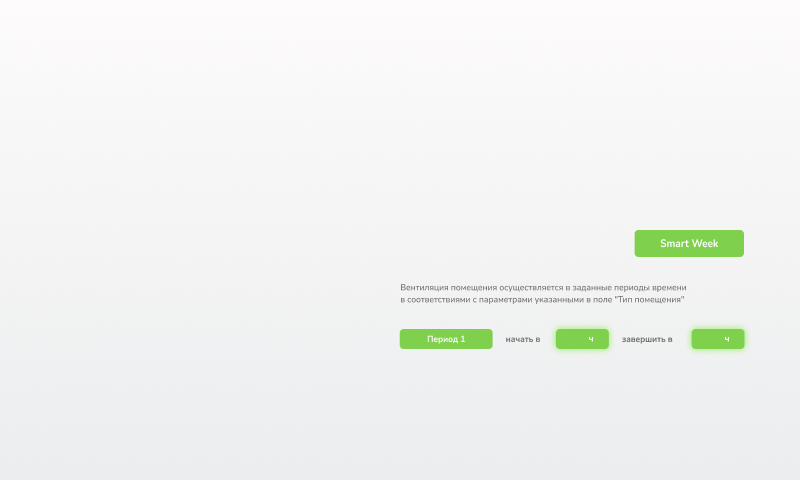 Smart Week
Вентиляция помещения осуществляется в заданные периоды времени
в соответствиями с параметрами указанными в поле "Тип помещения"
Период 1 начать в ч завершить в ч